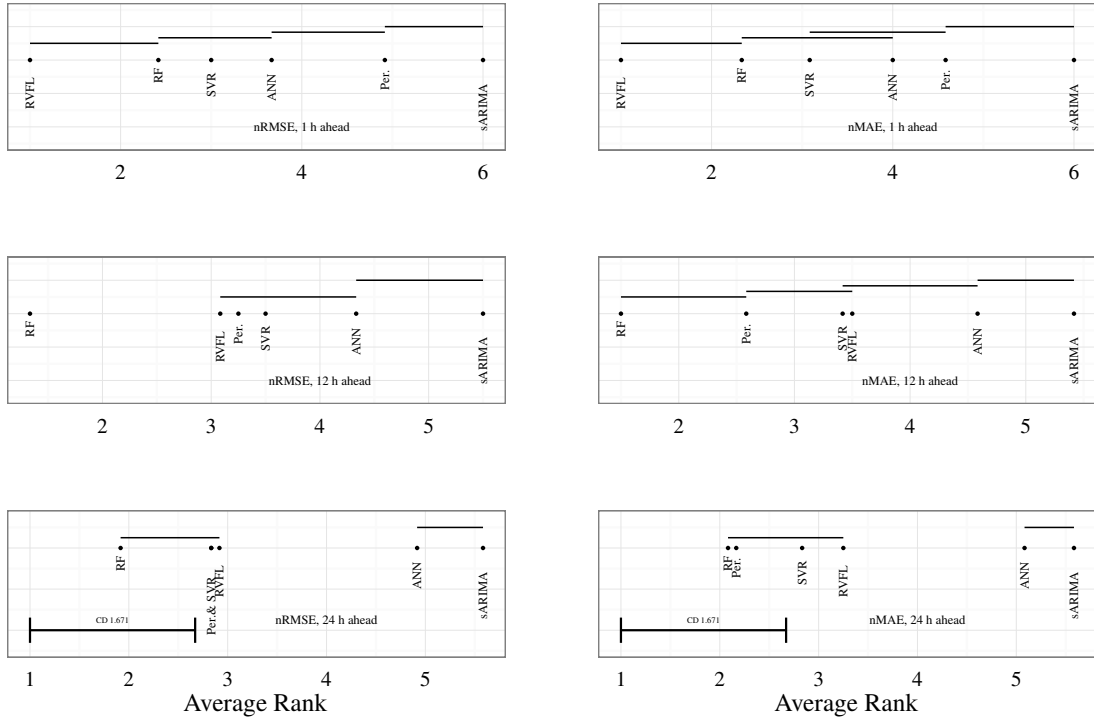 RVFL
RF
SVR
ANN
Per.
sARIMA
nRMSE, 1 h ahead
2 4 6
RVFL
RF
SVR
ANN
Per.
sARIMA
nMAE, 1 h ahead
2 4 6
RF
RVFL
Per.
SVR
ANN
sARIMA
nRMSE, 12 h ahead
2 3 4 5
RF
Per.
SVR
RVFL
ANN
sARIMA
nMAE, 12 h ahead
2 3 4 5
RF
Per.& SVR
RVFL
ANN
sARIMA
CD 1.671
nRMSE, 24 h ahead
1 2 3 4 5
Average Rank
RF
Per.
SVR
RVFL
ANN
sARIMA
CD 1.671
nMAE, 24 h ahead
1 2 3 4 5
Average Rank